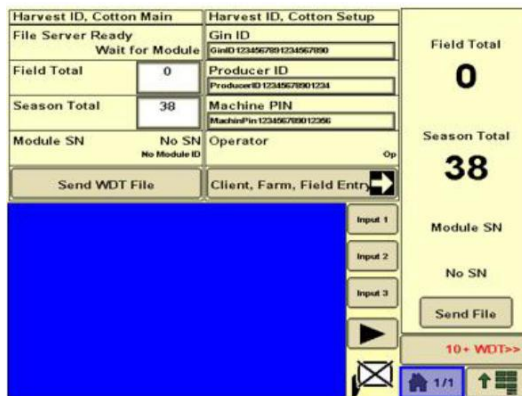 Harvest ID, Cotton Main
File Server Ready
Wait for Module
Field Total
0
Season Total
38
Module SN
No SN
No Module ID
Send WDT File
Harvest ID, Cotton Setup
Gin ID
GinID1234567891234567890
Producer ID
ProducerID12345678901234
Machine PIN
MachinPin123456789012356
Operator
Op
Client, Farm, Field Entry
Input 1
Input 2
Input 3
Field Total
0
Season Total
38
Module SN
No SN
Send File
10+ WDT>>
1/1